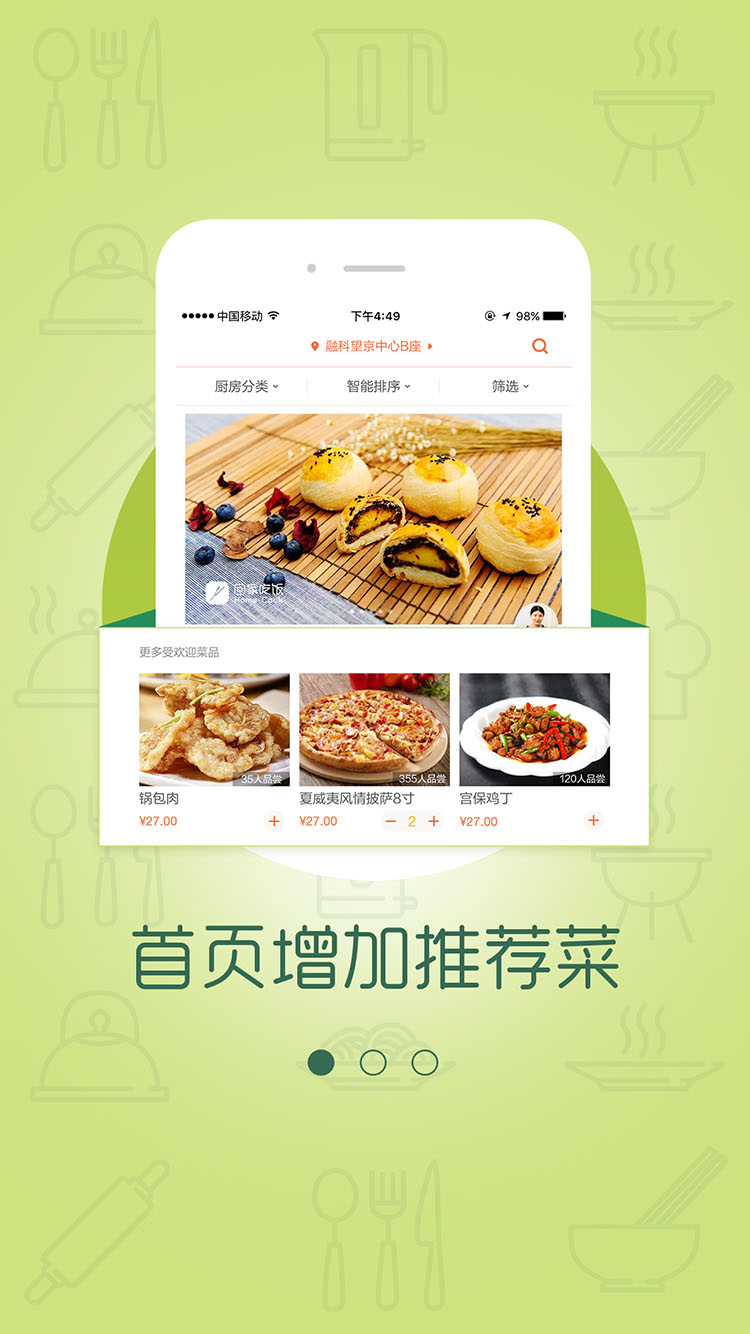 中国移动 下午4:49 98%
融科望京中心B座
厨房分类 智能排序 筛选
回家吃饭
Home Cook
更多受欢迎菜品
35人品尝 355人品尝 120人品尝
锅包肉 夏威夷风情披萨8寸 宫保鸡丁
¥27.00 + ¥27.00 − 2 + ¥27.00 +
首页增加推荐菜